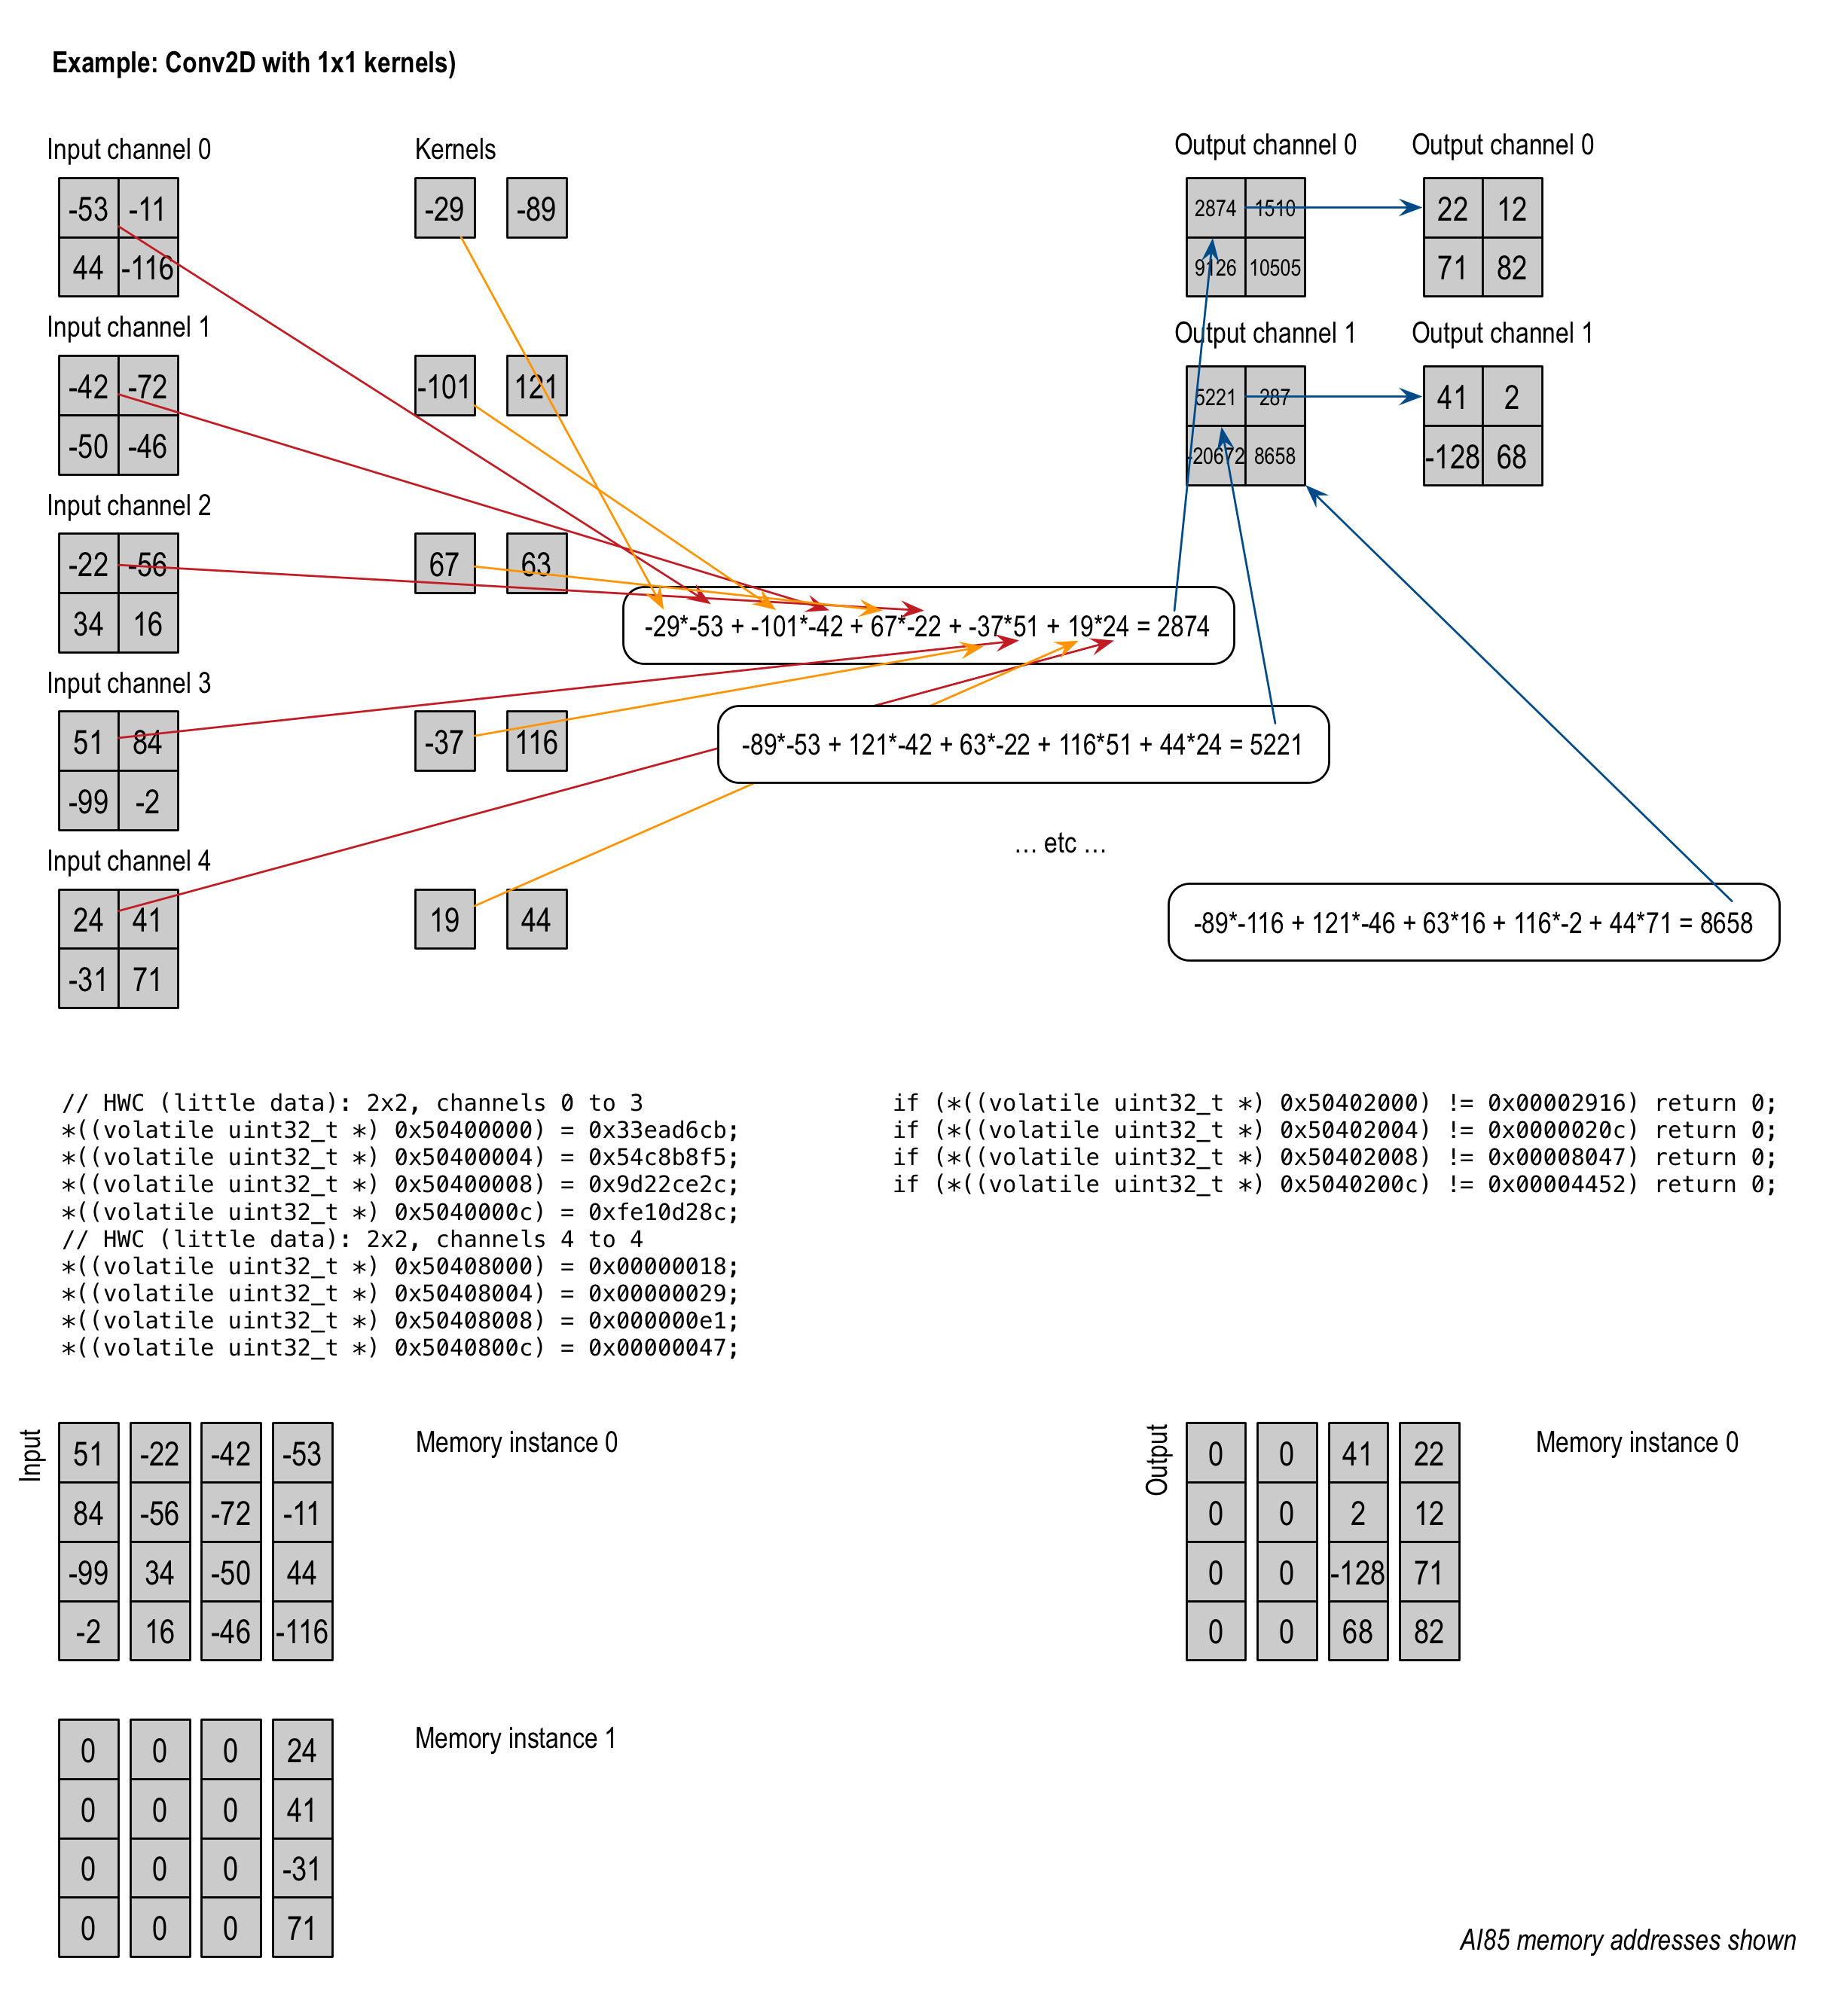 Example: Conv2D with 1x1 kernels)
Input channel 0
Kernels
Output channel 0
Output channel 0
-53 -11
44 -116
-29 -89
2874 1510
9126 10505
22 12
71 82
Input channel 1
-42 -72
-50 -46
-101 121
Output channel 1
Output channel 1
5221 287
-20672 8658
41 2
-128 68
Input channel 2
-22 -56
34 16
67 63
-29*-53 + -101*-42 + 67*-22 + -37*51 + 19*24 = 2874
Input channel 3
51 84
-99 -2
-37 116
-89*-53 + 121*-42 + 63*-22 + 116*51 + 44*24 = 5221
… etc …
Input channel 4
24 41
-31 71
19 44
-89*-116 + 121*-46 + 63*16 + 116*-2 + 44*71 = 8658
// HWC (little data): 2x2, channels 0 to 3
*((volatile uint32_t *) 0x50400000) = 0x33ead6cb;
*((volatile uint32_t *) 0x50400004) = 0x54c8b8f5;
*((volatile uint32_t *) 0x50400008) = 0x9d22ce2c;
*((volatile uint32_t *) 0x5040000c) = 0xfe10d28c;
// HWC (little data): 2x2, channels 4 to 4
*((volatile uint32_t *) 0x50408000) = 0x00000018;
*((volatile uint32_t *) 0x50408004) = 0x00000029;
*((volatile uint32_t *) 0x50408008) = 0x000000e1;
*((volatile uint32_t *) 0x5040800c) = 0x00000047;
if (*((volatile uint32_t *) 0x50402000) != 0x00002916) return 0;
if (*((volatile uint32_t *) 0x50402004) != 0x0000020c) return 0;
if (*((volatile uint32_t *) 0x50402008) != 0x00008047) return 0;
if (*((volatile uint32_t *) 0x5040200c) != 0x00004452) return 0;
Input
51 -22 -42 -53
84 -56 -72 -11
-99 34 -50 44
-2 16 -46 -116
Memory instance 0
Output
0 0 41 22
0 0 2 12
0 0 -128 71
0 0 68 82
Memory instance 0
0 0 0 24
0 0 0 41
0 0 0 -31
0 0 0 71
Memory instance 1
AI85 memory addresses shown